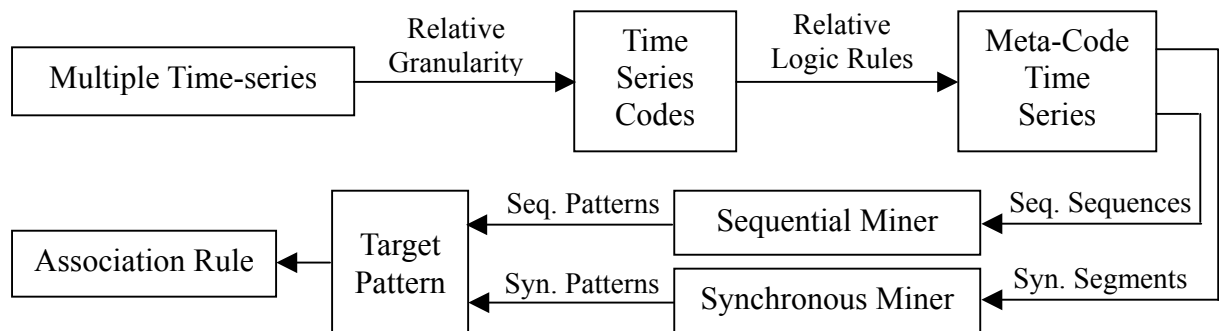 Multiple Time-series
Relative
Granularity
Time
Series
Codes
Relative
Logic Rules
Meta-Code
Time
Series
Seq. Sequences
Sequential Miner
Seq. Patterns
Syn. Segments
Synchronous Miner
Syn. Patterns
Target
Pattern
Association Rule